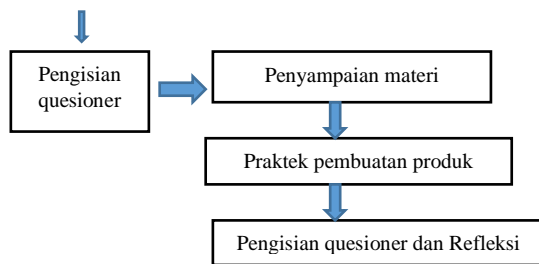 Pengisian
quesioner
Penyampaian materi
Praktek pembuatan produk
Pengisian quesioner dan Refleksi